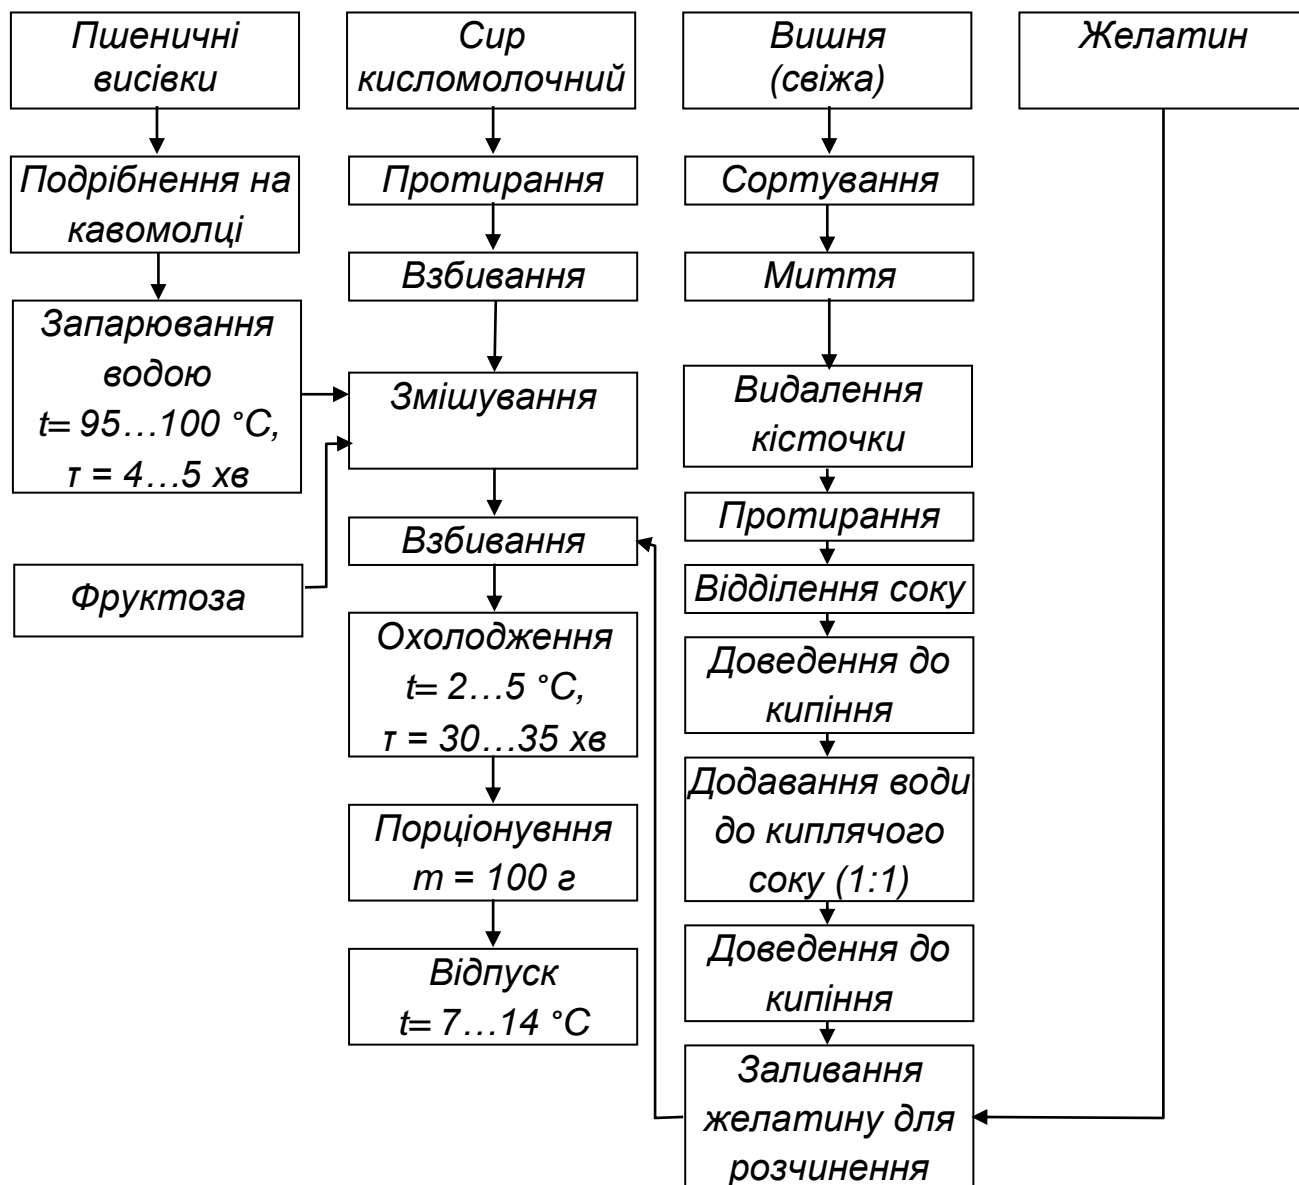 Пшеничні
висівки
Подрібнення на
кавомолці
Запарювання
водою
t= 95…100 °C,
τ = 4…5 хв
Фруктоза
Сир
кисломолочний
Протирання
Взбивання
Змішування
Взбивання
Охолодження
t= 2…5 °C,
τ = 30…35 хв
Порціонувння
m = 100 г
Відпуск
t= 7…14 °C
Вишня
(свіжа)
Сортування
Миття
Видалення
кісточки
Протирання
Відділення соку
Доведення до
кипіння
Додавання води
до киплячого
соку (1:1)
Доведення до
кипіння
Заливання
желатину для
розчинення
Желатин